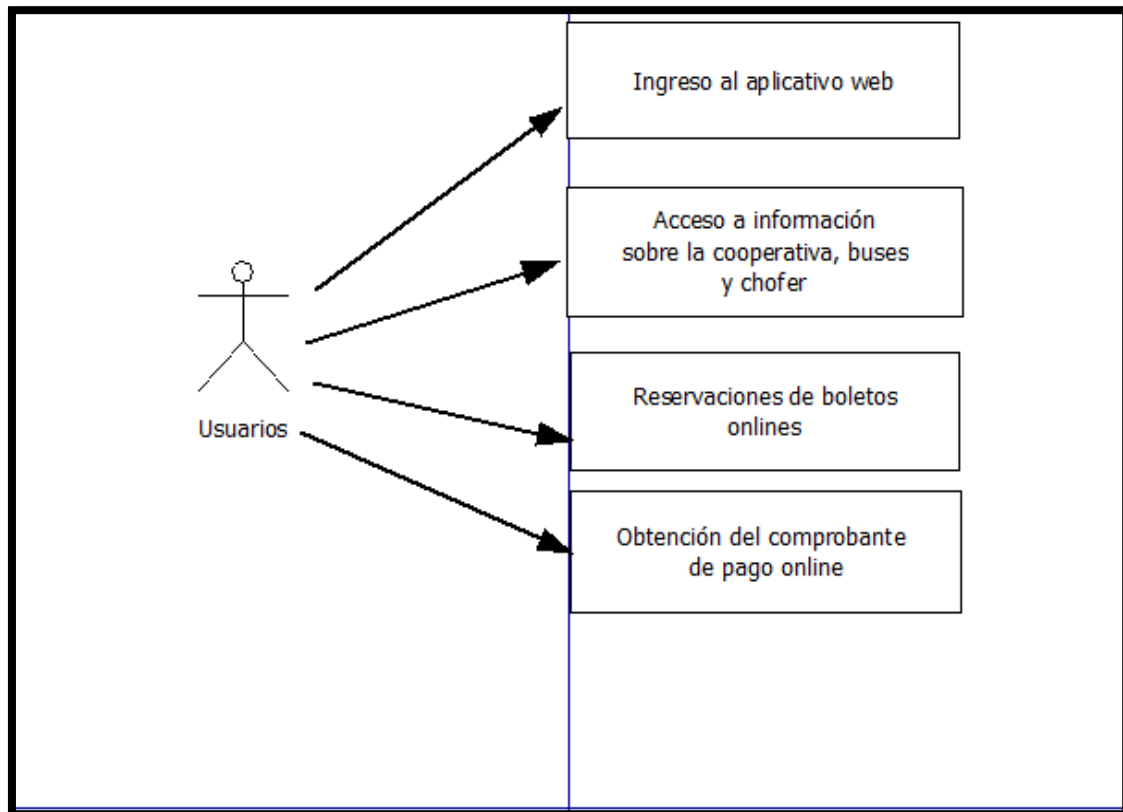 Ingreso al aplicativo web
Acceso a información
sobre la cooperativa, buses
y chofer
Reservaciones de boletos
onlines
Usuarios
Obtención del comprobante
de pago online